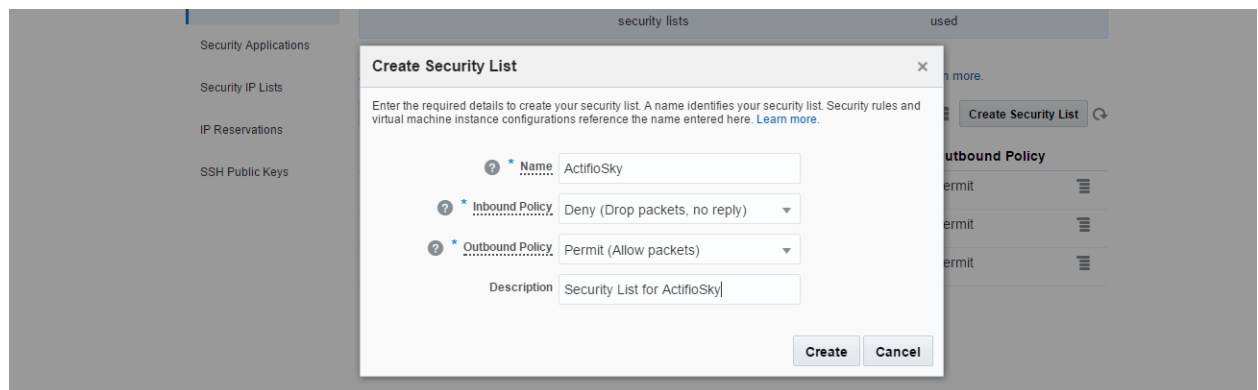 security lists used
Security Applications
Security IP Lists
IP Reservations
SSH Public Keys
Create Security List ×
Enter the required details to create your security list. A name identifies your security list. Security rules and
virtual machine instance configurations reference the name entered here. Learn more.
? * Name ActifioSky
? * Inbound Policy Deny (Drop packets, no reply)
? * Outbound Policy Permit (Allow packets)
Description Security List for ActifioSky
Create Cancel
more.
Create Security List
utbound Policy
ermit
ermit
ermit